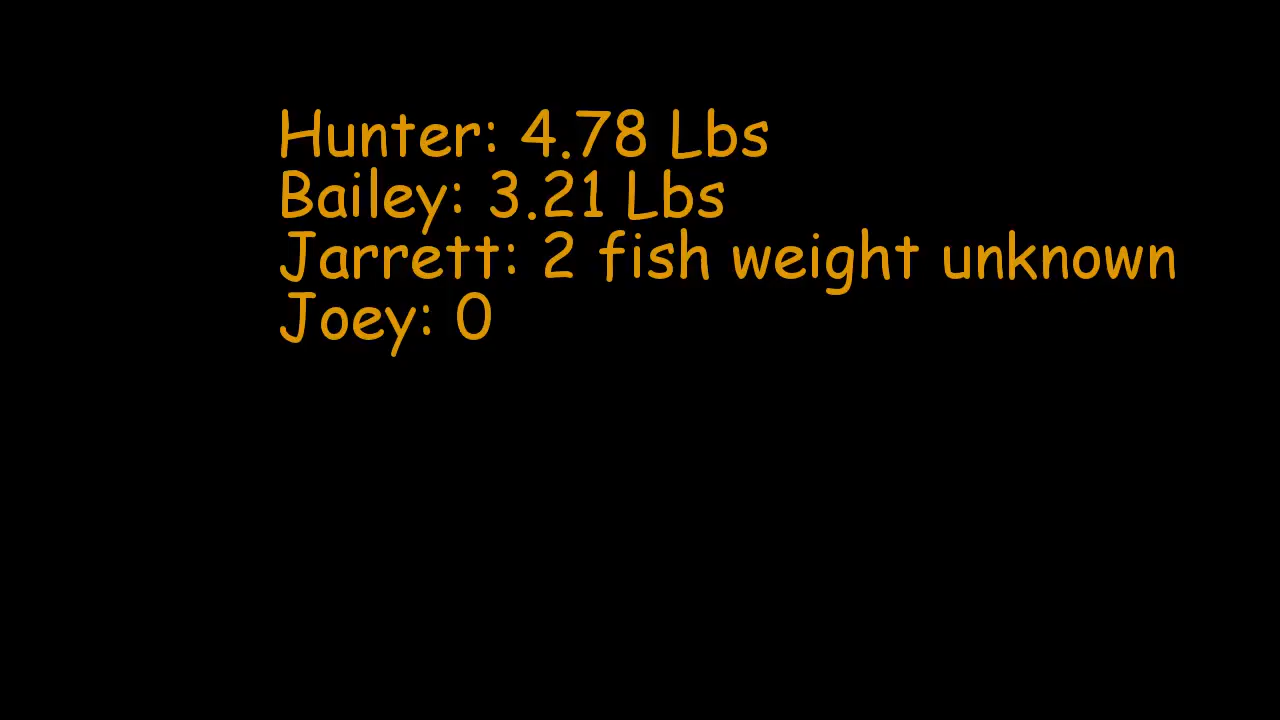 Hunter: 4.78 Lbs
Bailey: 3.21 Lbs
Jarrett: 2 fish weight unknown
Joey: 0